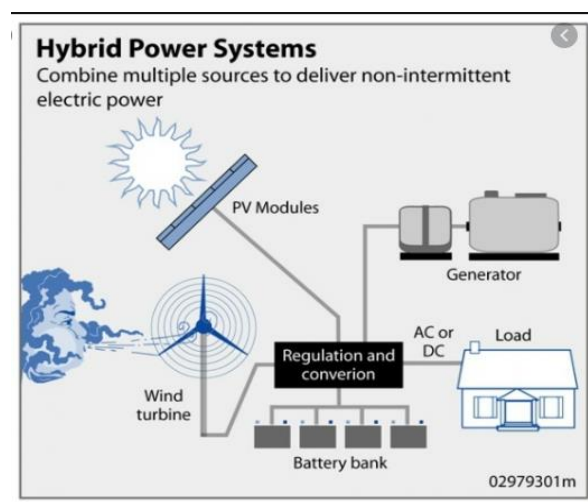 Hybrid Power Systems
Combine multiple sources to deliver non-intermittent
electric power
PV Modules
Generator
AC or
DC
Load
Regulation and
converion
Wind
turbine
Battery bank
02979301m